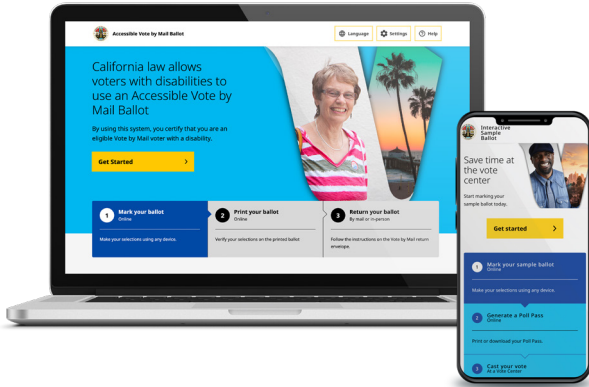 Accessible Vote by Mail Ballot
Language
Settings
Help
California law allows
voters with disabilities to
use an Accessible Vote by
Mail Ballot
By using this system, you certify that you are an
eligible Vote by Mail voter with a disability.
Get Started
1 Mark your ballot
Online
Make your selections using any device.
2 Print your ballot
Online
Verify your selections on the printed ballot
3 Return your ballot
By mail or in-person
Follow the instructions on the Vote by Mail return
envelope.
Interactive
Sample
Ballot
Save time at
the vote
center
Start marking your
sample ballot today.
Get started
1 Mark your sample ballot
Online
Make your selections using any device.
2 Generate a Poll Pass
Online
Print or download your Poll Pass.
3 Cast your vote
At a Vote Center